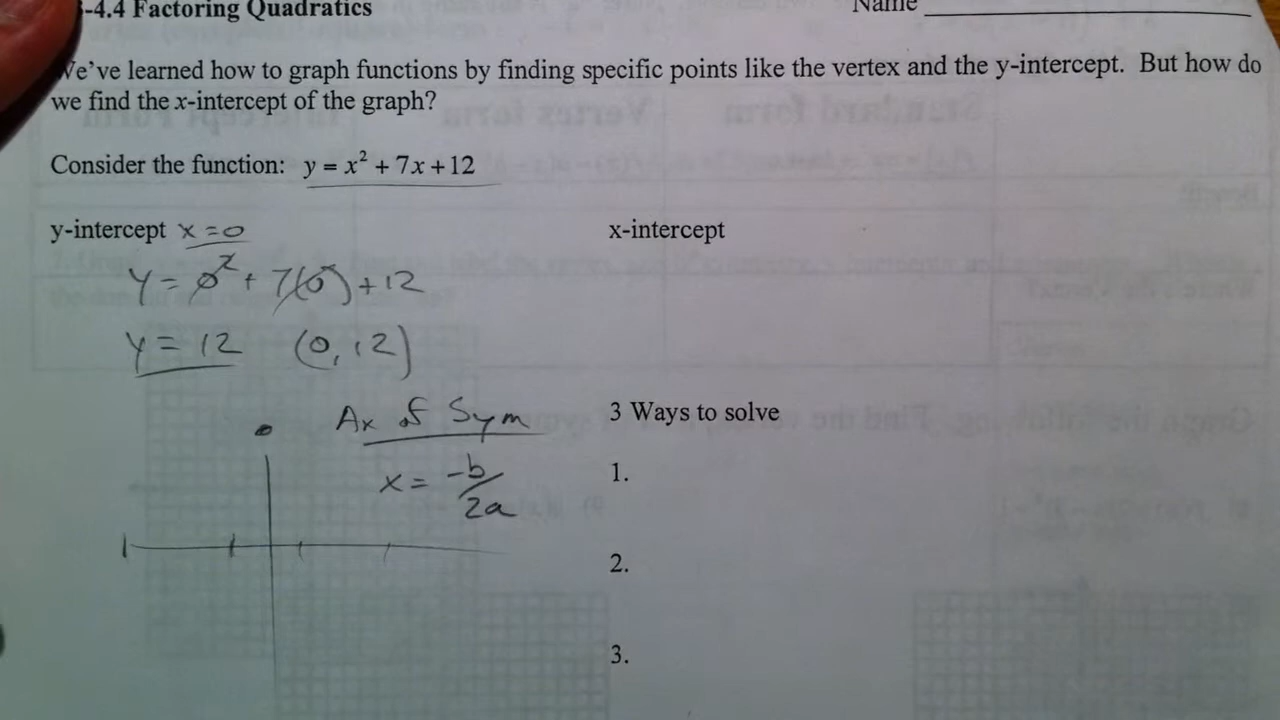 -4.4 Factoring Quadratics Name
We've learned how to graph functions by finding specific points like the vertex and the y-intercept. But how do
we find the x-intercept of the graph?
Consider the function: y = x² + 7x + 12
y-intercept x = 0 x-intercept
y = 0² + 7(0) + 12
y = 12 (0, 12)
Ax of Sym 3 Ways to solve
x = -b/2a 1.
2.
3.